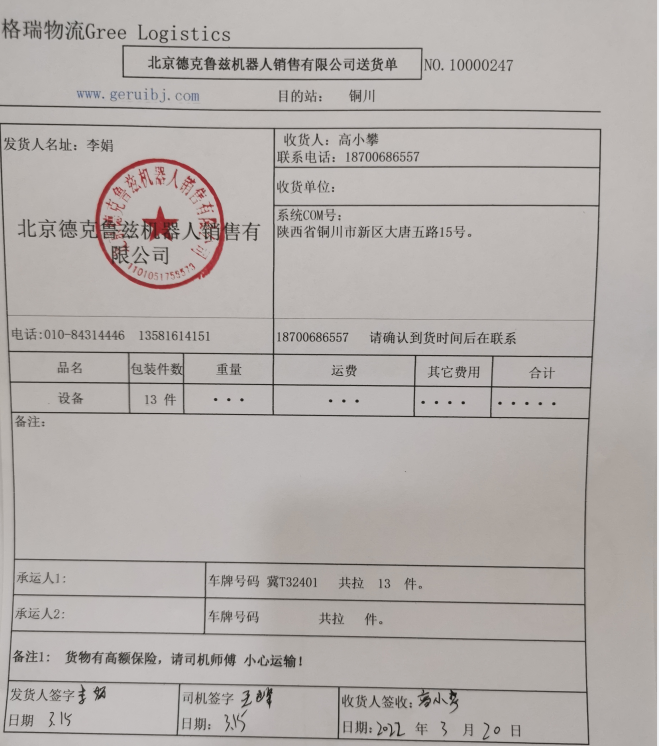 格瑞物流Gree Logistics
北京德克鲁兹机器人销售有限公司送货单 NO.10000247
www.geruibj.com 目的站： 铜川
发货人名址：李娟
收货人：高小攀
联系电话：18700686557
收货单位：
系统COM号：
陕西省铜川市新区大唐五路15号。
北京德克鲁兹机器人销售有
限公司
北京德克鲁兹机器人销售有限公司
1101051755573
电话:010-84314446 13581614151
18700686557 请确认到货时间后在联系
品名 包装件数 重量 运费 其它费用 合计
设备 13 件 ··· ··· ···· ·····
备注：
承运人1： 车牌号码 冀T32401 共拉 13 件。
承运人2： 车牌号码 共拉 件。
备注1： 货物有高额保险，请司机师傅 小心运输！
发货人签字 李娟 司机签字 王 收货人签收：高小攀
日期 3.15 日期： 3.15 日期：2022 年 3 月 20 日